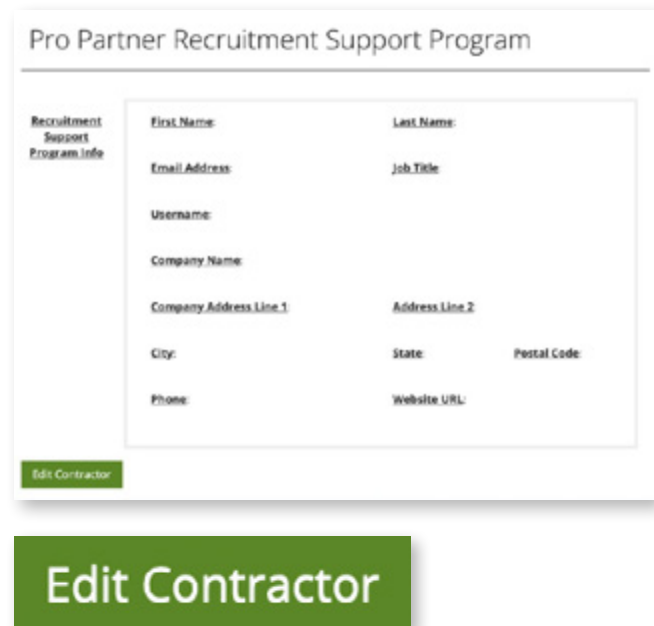 Pro Partner Recruitment Support Program
Recruitment
Support
Program Info
First Name: Last Name:
Email Address: Job Title:
Username:
Company Name:
Company Address Line 1: Address Line 2:
City: State: Postal Code:
Phone: Website URL:
Edit Contractor
Edit Contractor